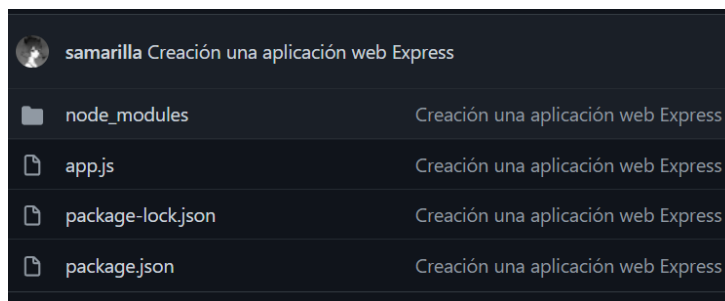 samarilla Creación una aplicación web Express
node_modules Creación una aplicación web Express
app.js Creación una aplicación web Express
package-lock.json Creación una aplicación web Express
package.json Creación una aplicación web Express